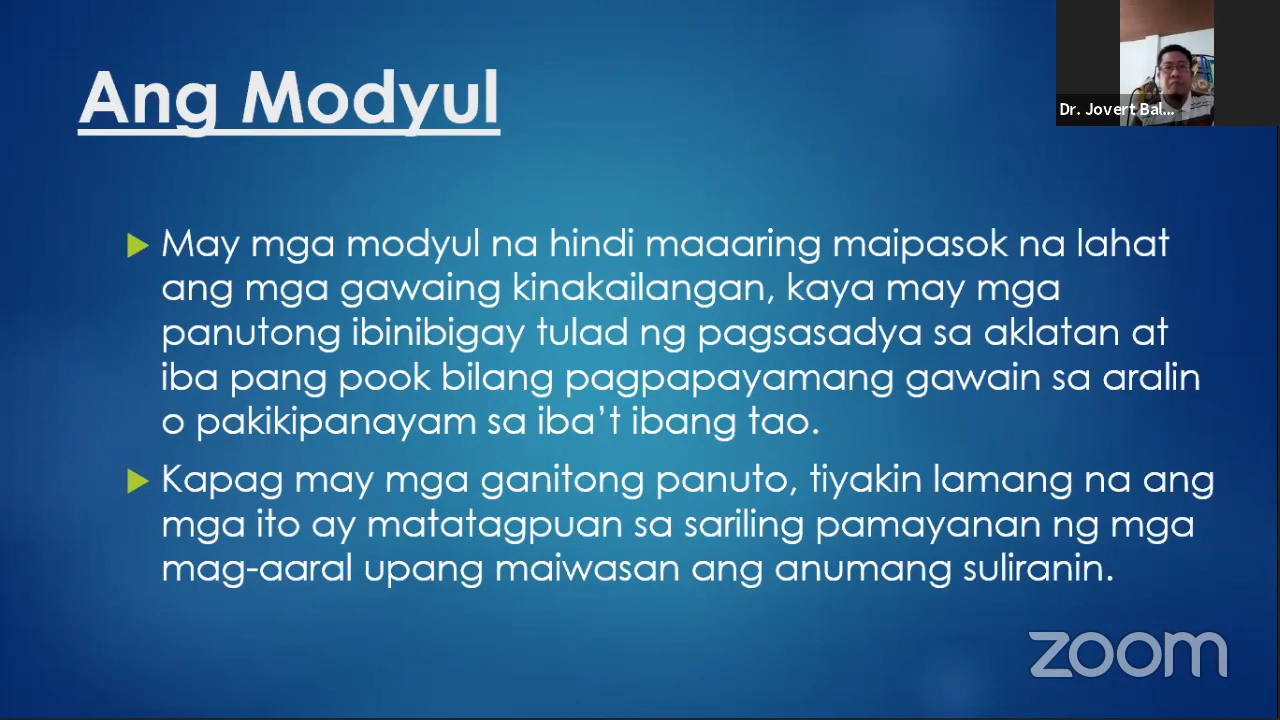 Ang Modyul
Dr. Jovert Bal...
May mga modyul na hindi maaaring maipasok na lahat
ang mga gawaing kinakailangan, kaya may mga
panutong ibinibigay tulad ng pagsasadya sa aklatan at
iba pang pook bilang pagpapayamang gawain sa aralin
o pakikipanayam sa iba’t ibang tao.
Kapag may mga ganitong panuto, tiyakin lamang na ang
mga ito ay matatagpuan sa sariling pamayanan ng mga
mag-aaral upang maiwasan ang anumang suliranin.
zoom